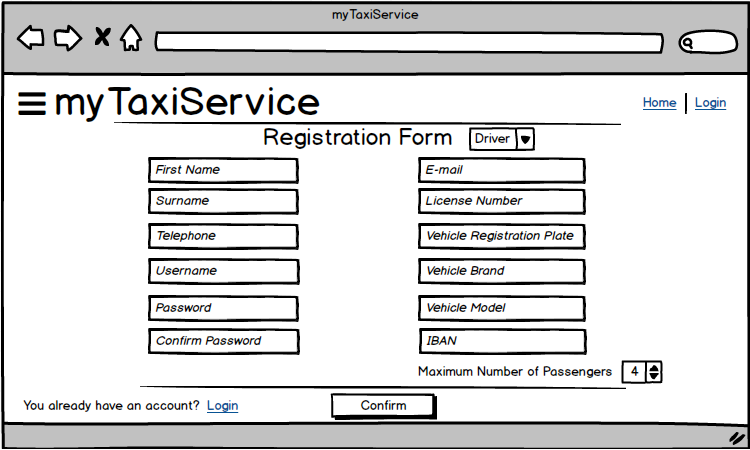 myTaxiService
myTaxiService
Home Login
Registration Form Driver
First Name E-mail
Surname License Number
Telephone Vehicle Registration Plate
Username Vehicle Brand
Password Vehicle Model
Confirm Password IBAN
Maximum Number of Passengers 4
You already have an account? Login Confirm